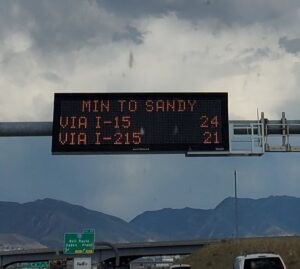 MIN TO SANDY
VIA I-15 24
VIA I-215 21